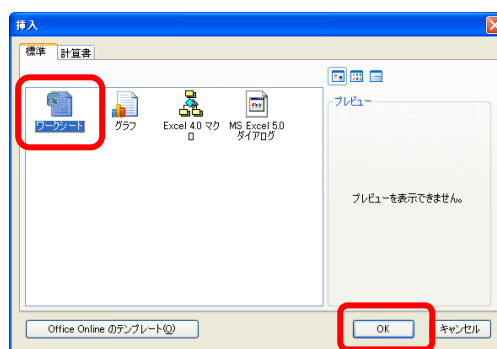 挿入
標準 計算書
ワークシート
グラフ
Excel 4.0 マク
ロ
MS Excel 5.0
ダイアログ
プレビュー
プレビューを表示できません。
Office Online のテンプレート(O)
OK
キャンセル